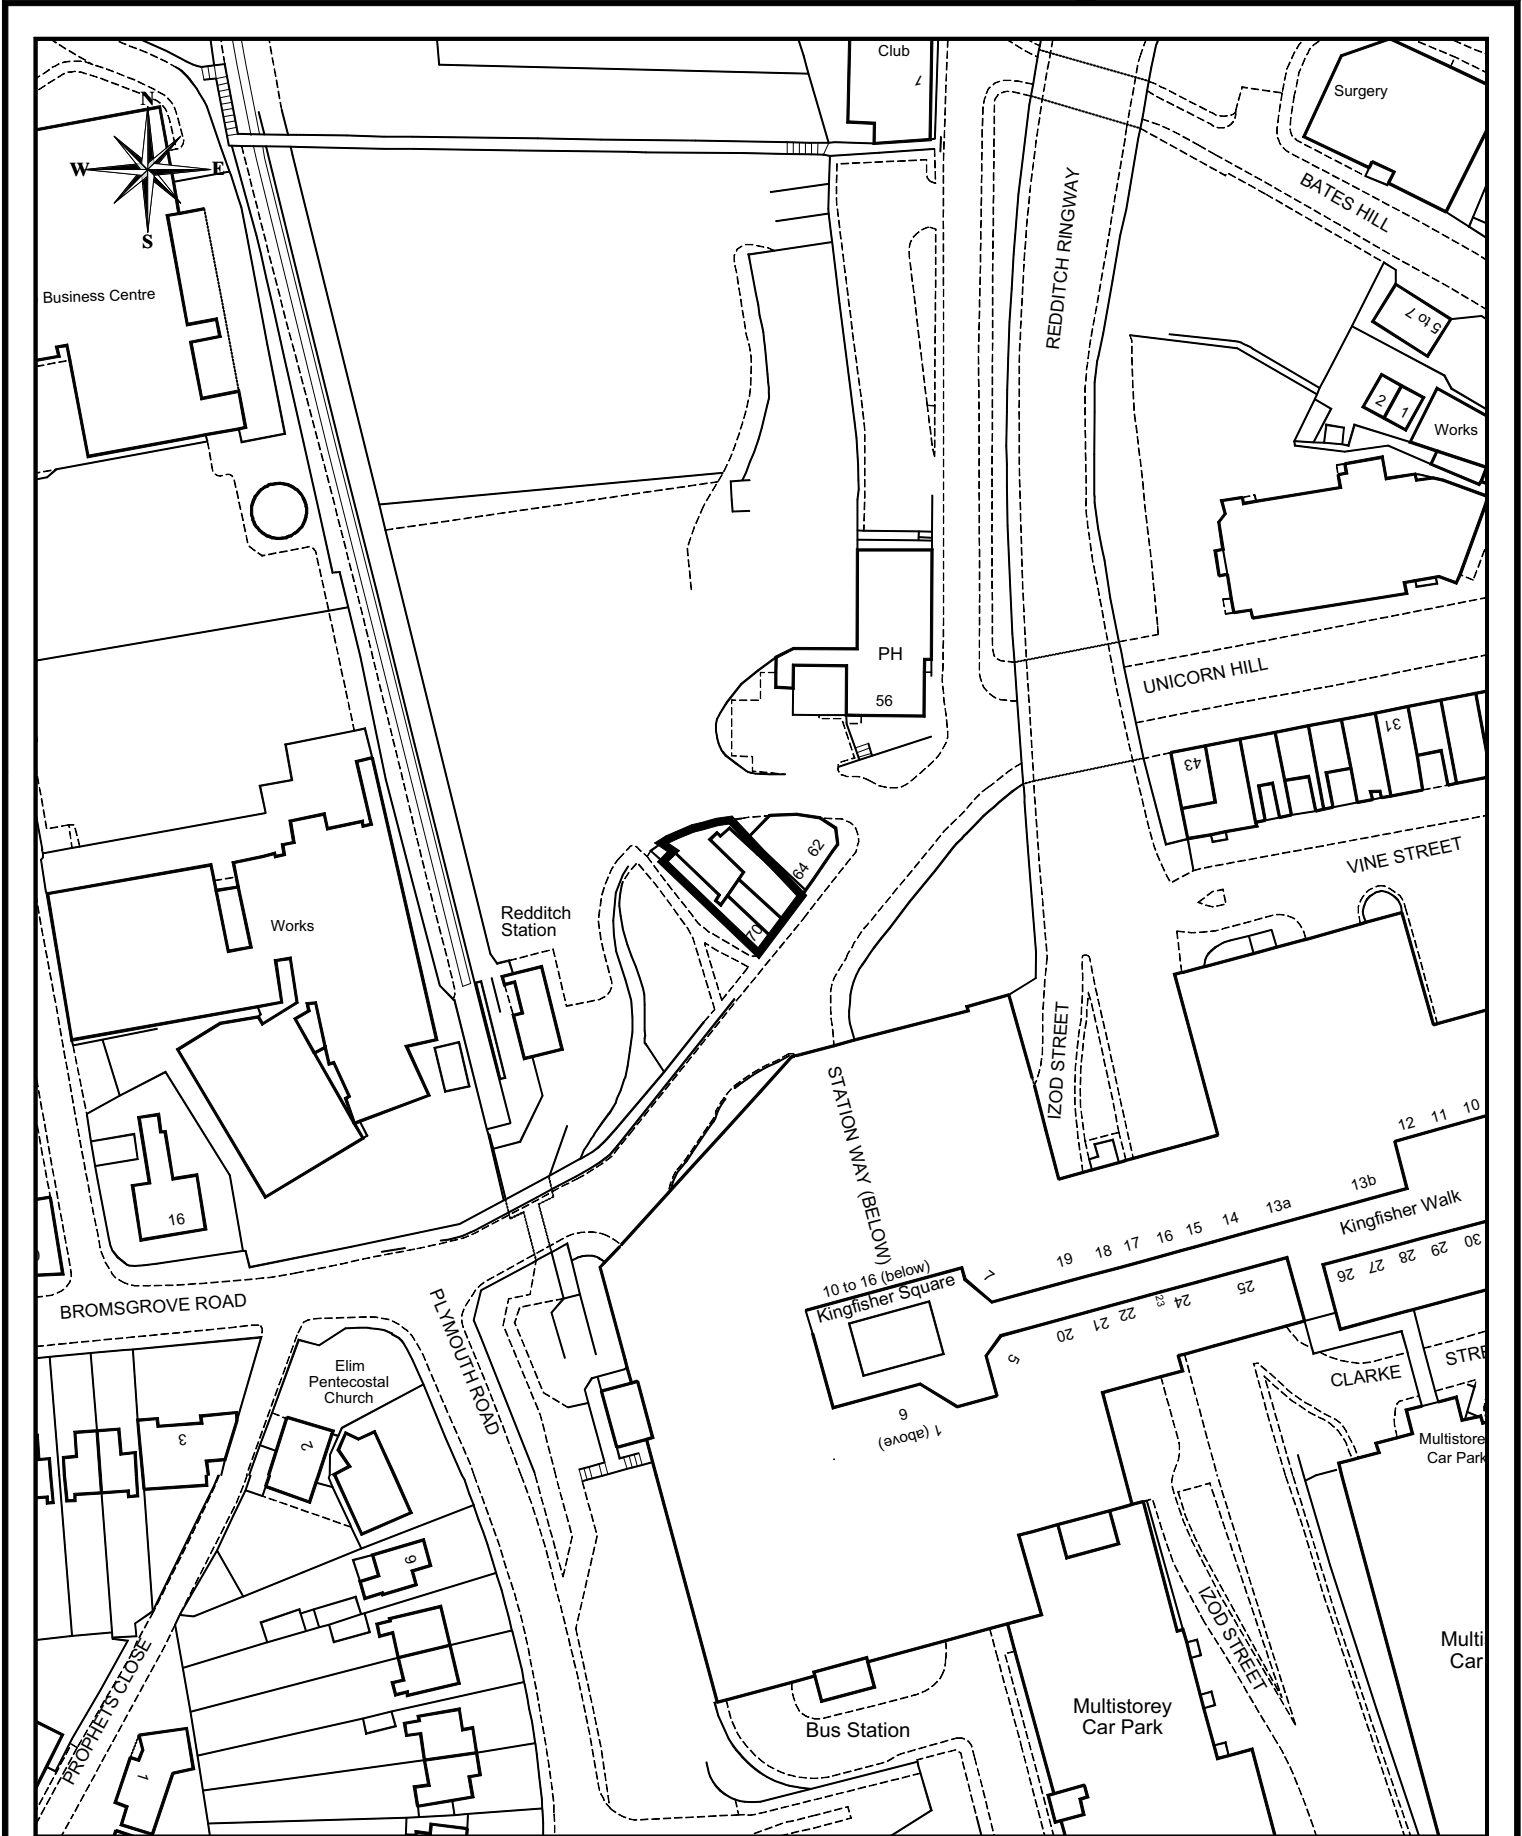 Club
1
Surgery
N
W
E
S
BATES HILL
REDDITCH RINGWAY
Business Centre
5 to 7
2
1
Works
PH
56
UNICORN HILL
31
43
62
64
70
VINE STREET
Redditch
Station
Works
IZOD STREET
STATION WAY (BELOW)
12
11
10
13b
13a
14
15
16
17
18
19
Kingfisher Walk
16
10 to 16 (below)
Kingfisher Square
7
30
29
28
27
26
25
24
23
22
21
20
5
6
1 (above)
BROMSGROVE ROAD
PLYMOUTH ROAD
Elim
Pentecostal
Church
CLARKE
STRE
3
2
Multistore
Car Park
9
IZOD STREET
Multi
Car
PROPHETS CLOSE
1
Bus Station
Multistorey
Car Park